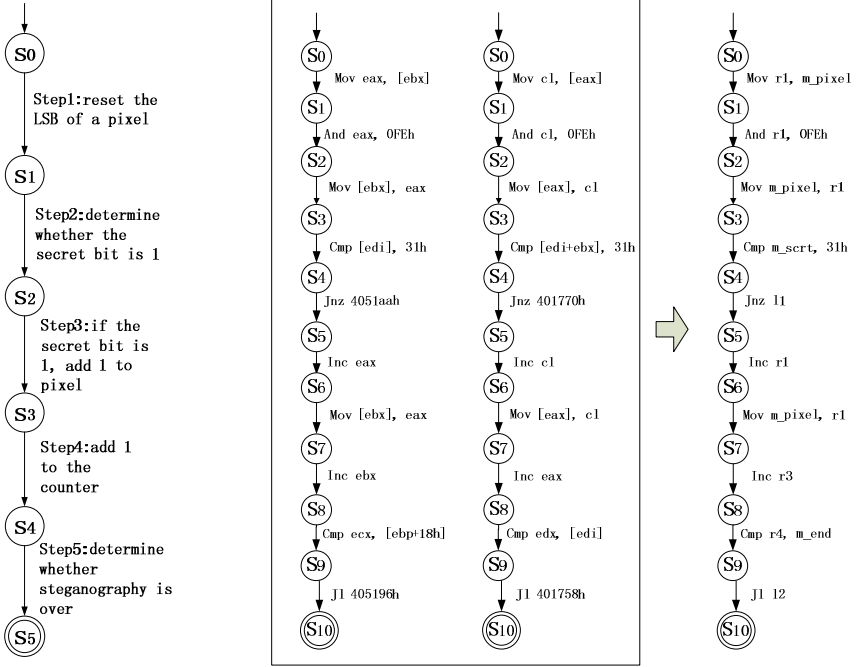 S0
Step1:reset the
LSB of a pixel
S1
Step2:determine
whether the
secret bit is 1
S2
Step3:if the
secret bit is
1, add 1 to
pixel
S3
Step4:add 1
to the
counter
S4
Step5:determine
whether
steganography is
over
S5
S0
Mov eax, [ebx]
S1
And eax, 0FEh
S2
Mov [ebx], eax
S3
Cmp [edi], 31h
S4
Jnz 4051aah
S5
Inc eax
S6
Mov [ebx], eax
S7
Inc ebx
S8
Cmp ecx, [ebp+18h]
S9
Jl 405196h
S10
S0
Mov cl, [eax]
S1
And cl, 0FEh
S2
Mov [eax], cl
S3
Cmp [edi+ebx], 31h
S4
Jnz 401770h
S5
Inc cl
S6
Mov [eax], cl
S7
Inc eax
S8
Cmp edx, [edi]
S9
Jl 401758h
S10
S0
Mov r1, m_pixel
S1
And r1, 0FEh
S2
Mov m_pixel, r1
S3
Cmp m_scrt, 31h
S4
Jnz l1
S5
Inc r1
S6
Mov m_pixel, r1
S7
Inc r3
S8
Cmp r4, m_end
S9
Jl l2
S10